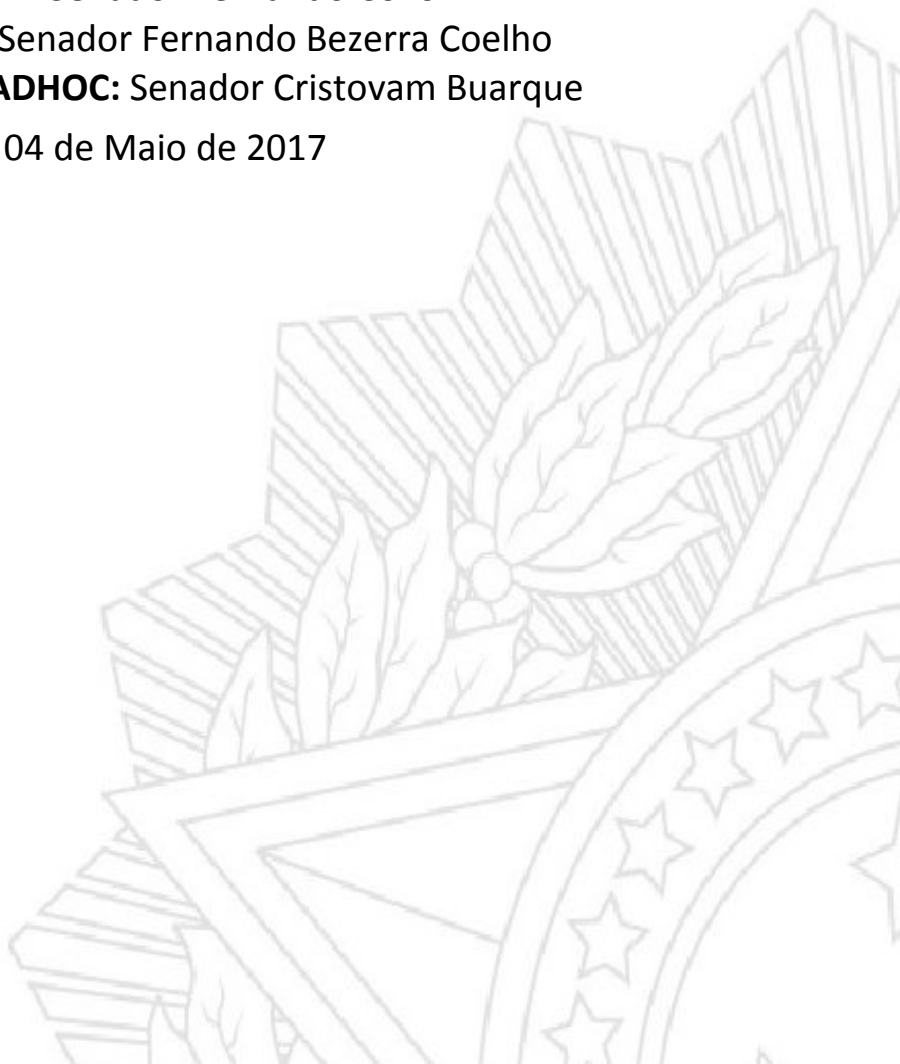 Senador Fernando Bezerra Coelho
ADHOC: Senador Cristovam Buarque
04 de Maio de 2017